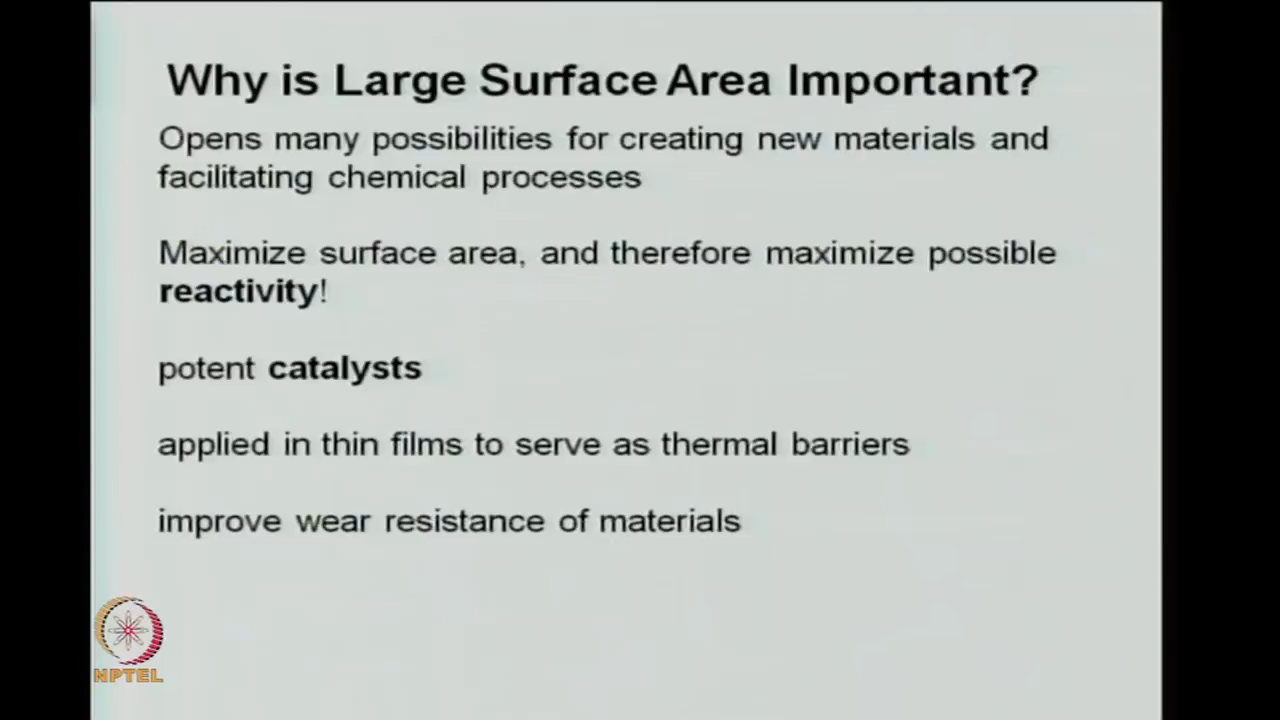 Why is Large Surface Area Important?
Opens many possibilities for creating new materials and
facilitating chemical processes
Maximize surface area, and therefore maximize possible
reactivity!
potent catalysts
applied in thin films to serve as thermal barriers
improve wear resistance of materials
NPTEL